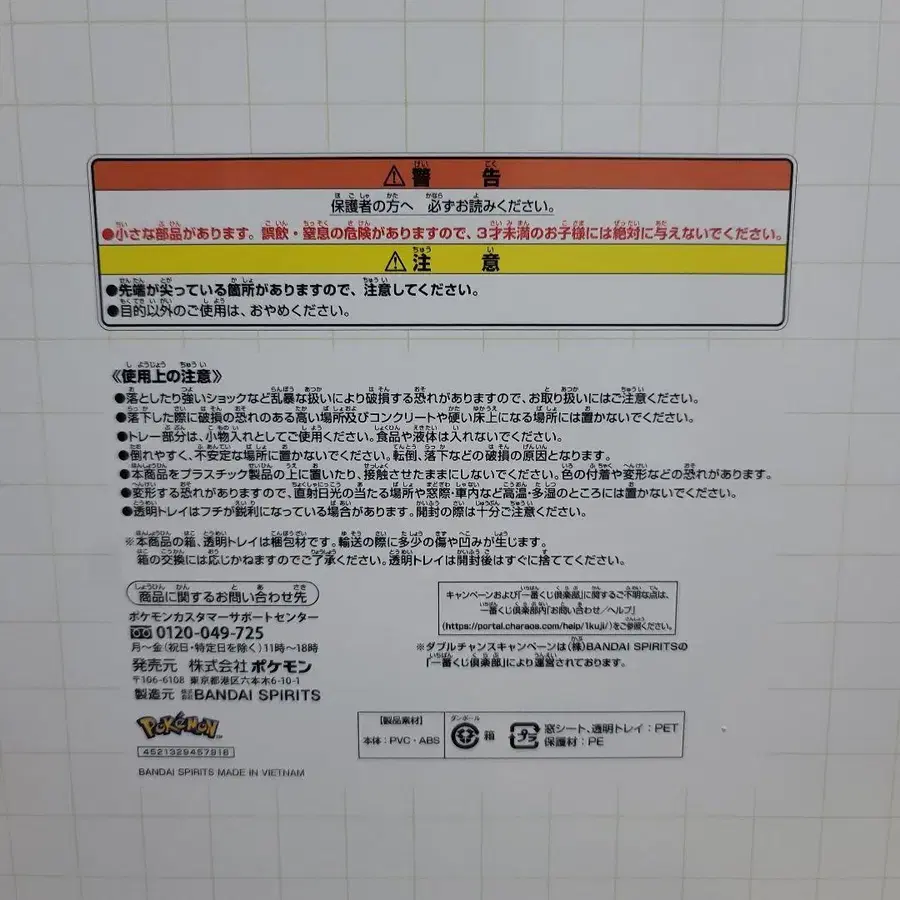 ⚠警告
保護者の方へ 必ずお読みください。
●小さな部品があります。誤飲・窒息の危険がありますので、3才未満のお子様には絶対に与えないでください。
⚠注意
●先端が尖っている箇所がありますので、注意してください。
●目的以外のご使用は、おやめください。
《使用上の注意》
●落としたり強いショックなど乱暴な扱いにより破損する恐れがありますので、お取り扱いにはご注意ください。
●落下した際に破損の恐れのある高い場所及びコンクリートや硬い床上になる場所には置かないでください。
●トレー部分は、小物入れとしてご使用ください。食品や液体は入れないでください。
●倒れやすく、不安定な場所に置かないでください。転倒、落下などの破損の原因となります。
●本商品をプラスチック製品の上に置いたり、接触させたままにしないでください。色の付着や変形などの恐れがあります。
●変形する恐れがありますので、直射日光の当たる場所や窓際・車内など高温・多湿のところには置かないでください。
●透明トレイはフチが鋭利になっている場合があります。開封の際は十分ご注意ください。
※本商品の箱、透明トレイは梱包材です。輸送の際に多少の傷や凹みが生じます。
箱の交換には応じかねますのでご了承ください。透明トレイは開封後はすぐに捨ててください。
商品に関するお問い合わせ先
ポケモンカスタマーサポートセンター
0120-049-725
月〜金(祝日・特定日を除く)11時〜18時
発売元 株式会社ポケモン
〒106-6108 東京都港区六本木6-10-1
製造元 株式会社BANDAI SPIRITS
キャンペーンおよび「一番くじ倶楽部」に関するご不明な点は、
一番くじ倶楽部内「お問い合わせ/ヘルプ」
(https://portal.charaos.com/help/1kuji/)をご参照ください。
※ダブルチャンスキャンペーンは(株)BANDAI SPIRITSの
「一番くじ倶楽部」により運営されております。
POKéMON
4521329457918
BANDAI SPIRITS MADE IN VIETNAM
【製品素材】
本体:PVC・ABS
ダンボール
箱
プラ
窓シート、透明トレイ:PET
保護材:PE